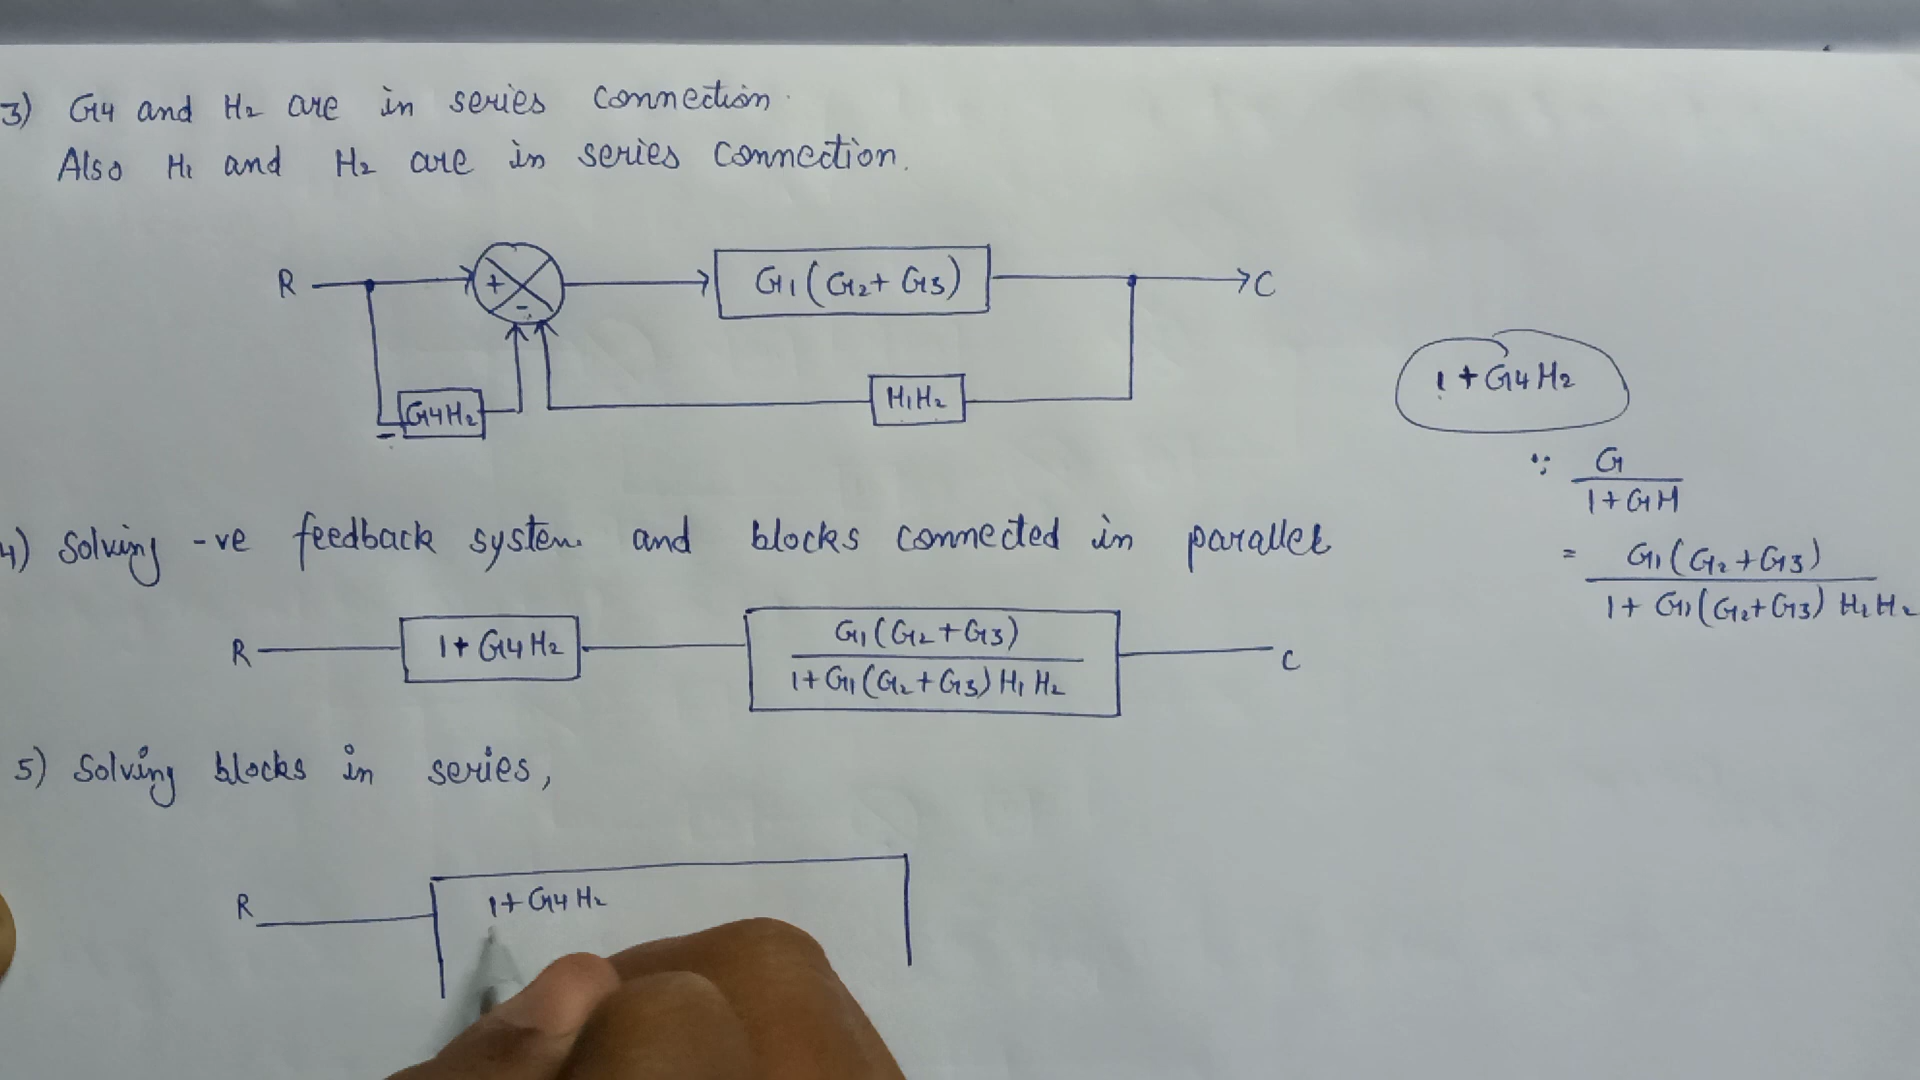 3) G4 and H2 are in series connection.
Also H1 and H2 are in series connection.
R + - G1(G2+G3) C
- G4H2 H1H2
1+G4H2
∵ G / 1+GH
= G1(G2+G3) / 1+G1(G2+G3)H1H2
4) Solving -ve feedback system and blocks connected in parallel
R 1+G4H2 G1(G2+G3) / 1+G1(G2+G3)H1H2 C
5) Solving blocks in series,
R 1+G4H2